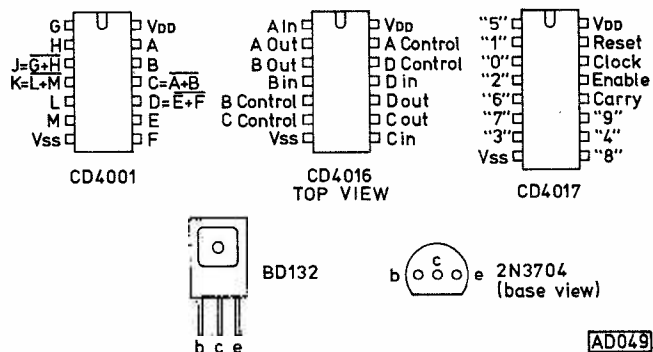 G VDD
H A
J=G+H B
K=L+M C=A+B
L D=E+F
M E
Vss F
CD4001
A In VDD
A Out A Control
B Out D Control
B in D in
B Control D out
C Control C out
Vss C in
CD4016
TOP VIEW
"5" VDD
"1" Reset
"0" Clock
"2" Enable
"6" Carry
"7" "9"
"3" "4"
Vss "8"
CD4017
BD132
b c e
b c e
2N3704
(base view)
AD049